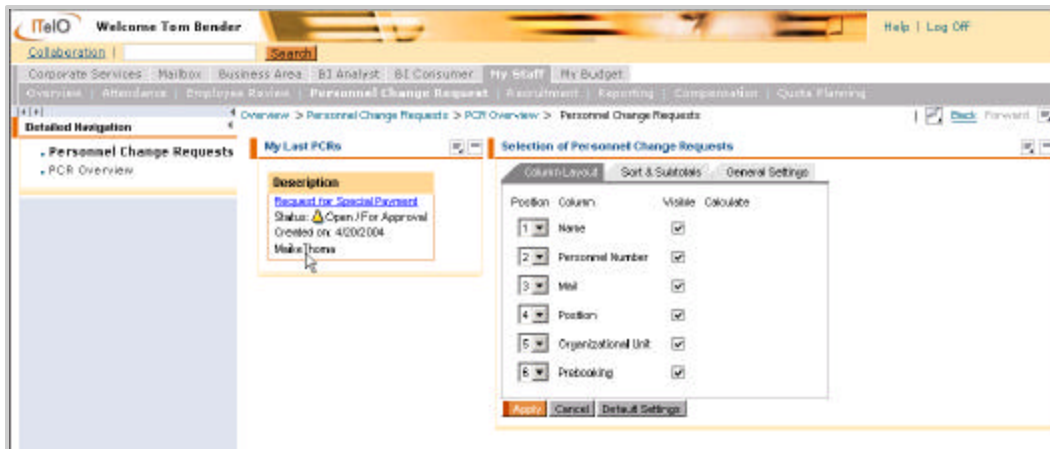 ITelO Welcome Tom Bender Help | Log Off
Collaboration | Search
Corporate Services Mailbox Business Area BI Analyst BI Consumer My Staff My Budget
Overview | Attendance | Employee Review | Personnel Change Request | Recruitment | Reporting | Compensation | Quota Planning
Detailed Navigation
Overview > Personnel Change Requests > PCR Overview > Personnel Change Requests | Back Forward
Personnel Change Requests
PCR Overview
My Last PCRs
Description
Request for Special Payment
Status: Open / For Approval
Created on: 4/20/2004
Maike Thoma
Selection of Personnel Change Requests
Column Layout Sort & Subtotals General Settings
Position Column Visible Calculate
1 Name
2 Personnel Number
3 Mail
4 Position
5 Organizational Unit
6 Prebooking
Apply Cancel Default Settings